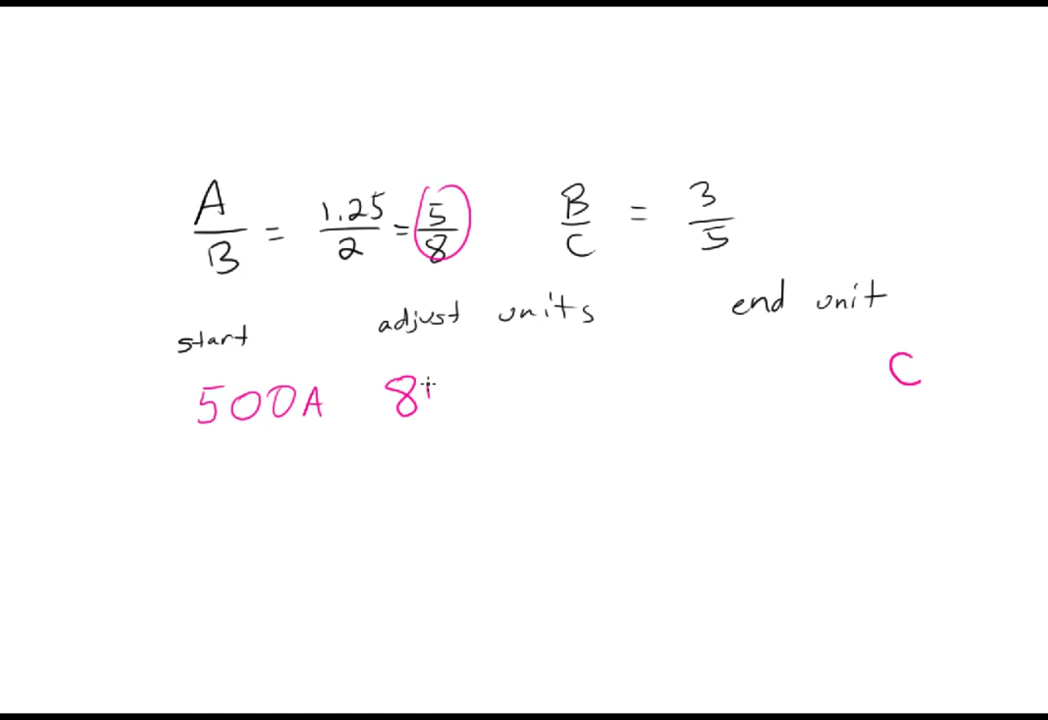 A/B = 1.25/2 = 5/8 B/C = 3/5
start adjust units end unit
500A 8 C